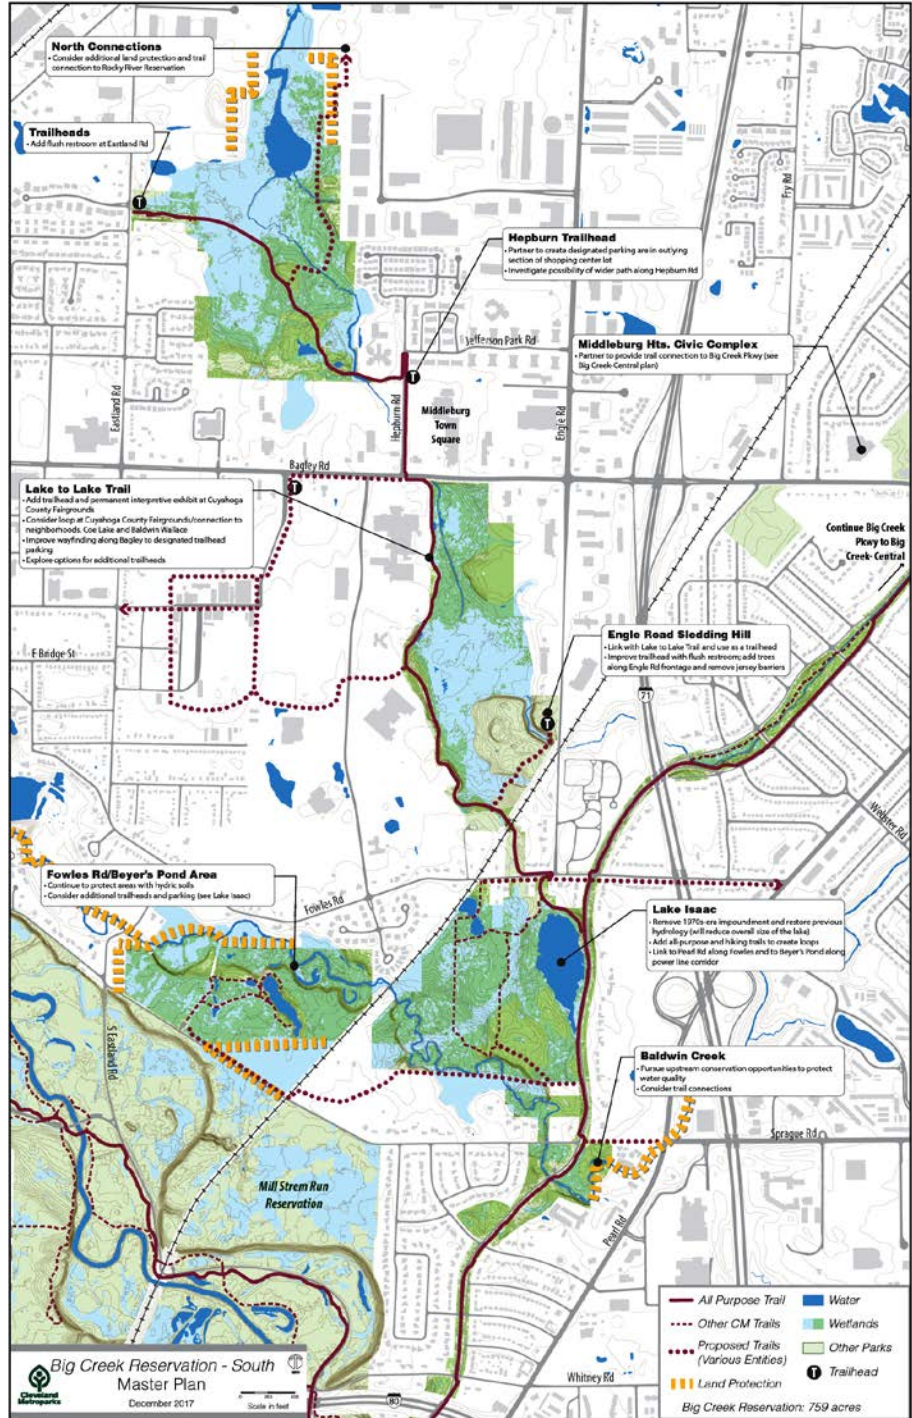 North Connections
• Consider additional land protection and trail
connection to Rocky River Reservation
Trailheads
• Add flush restroom at Eastland Rd
T
Fry Rd
Hepburn Trailhead
• Partner to create designated parking are in outlying
section of shopping center lot
• Investigate possibility of wider path along Hepburn Rd
Jefferson Park Rd
Middleburg Hts. Civic Complex
• Partner to provide trail connection to Big Creek Pkwy (see
Big Creek-Central plan)
T
Eastland Rd
Hepburn Rd
Middleburg
Town
Square
Engle Rd
Bagley Rd
T
Lake to Lake Trail
• Add trailhead and permanent interpretive exhibit at Cuyahoga
County Fairgrounds
• Consider loop at Cuyahoga County Fairgrounds/connection to
neighborhoods, Coe Lake and Baldwin Wallace
• Improve wayfinding along Bagley to designated trailhead
parking
• Explore options for additional trailheads
Continue Big Creek
Pkwy to Big
Creek- Central
E Bridge St
Engle Road Sledding Hill
• Link with Lake to Lake Trail and use as a trailhead
• Improve trailhead with flush restroom; add trees
along Engle Rd frontage and remove jersey barriers
71
T
Webster Rd
Fowles Rd/Beyer's Pond Area
• Continue to protect areas with hydric soils
• Consider additional trailheads and parking (see Lake Isaac)
Fowles Rd
Lake Isaac
• Remove 1970s-era impoundment and restore previous
hydrology (will reduce overall size of the lake)
• Add all-purpose and hiking trails to create loops
• Link to Pearl Rd along Fowles and to Beyer's Pond along
power line corridor
S Eastland Rd
Baldwin Creek
• Pursue upstream conservation opportunities to protect
water quality
• Consider trail connections
Sprague Rd
Mill Strem Run
Reservation
Pearl Rd
Whitney Rd
80
All Purpose Trail
Other CM Trails
Proposed Trails
(Various Entities)
Land Protection
Water
Wetlands
Other Parks
T Trailhead
Big Creek Reservation: 759 acres
Big Creek Reservation - South
Master Plan
December 2017
Cleveland
Metroparks
Scale in feet